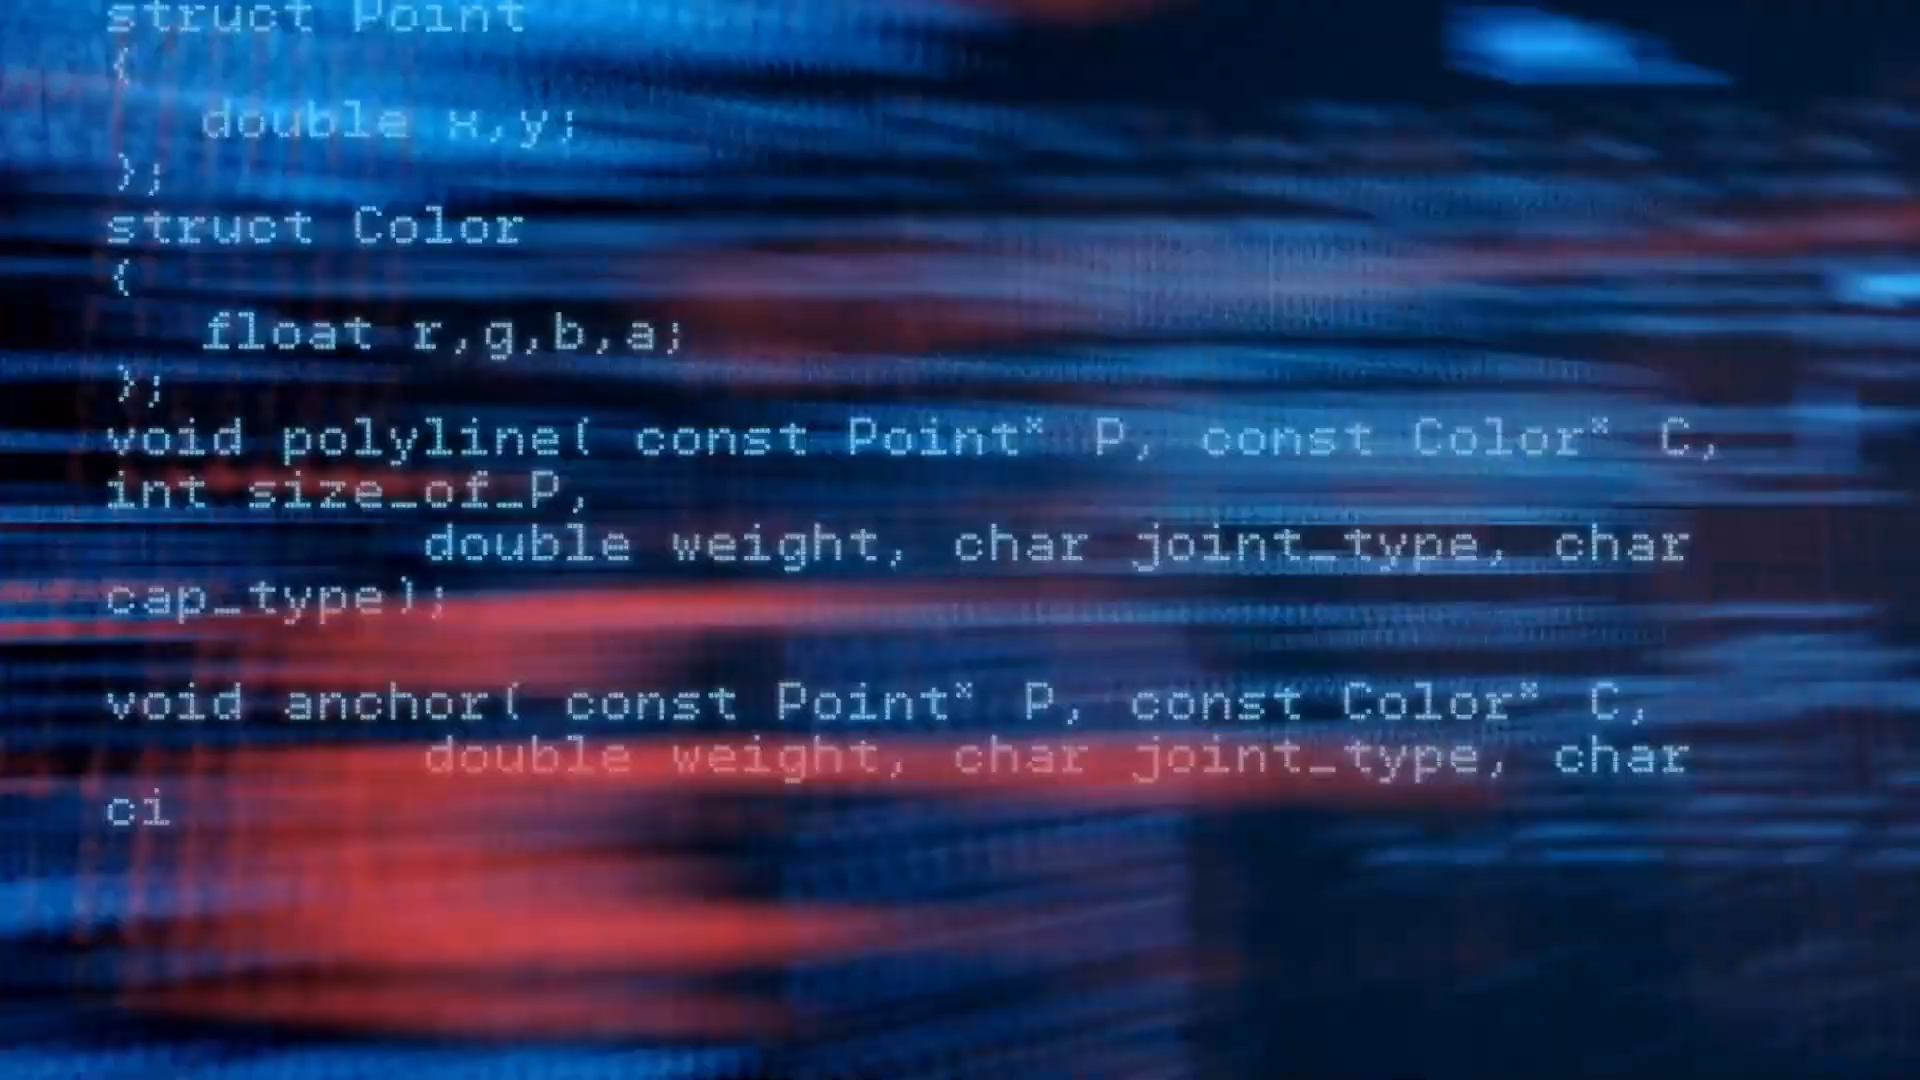 struct Point
{
double x,y;
};
struct Color
{
float r,g,b,a;
};
void polyline( const Point* P, const Color* C,
int size_of_P,
double weight, char joint_type, char
cap_type);
void anchor( const Point* P, const Color* C,
double weight, char joint_type, char
ci